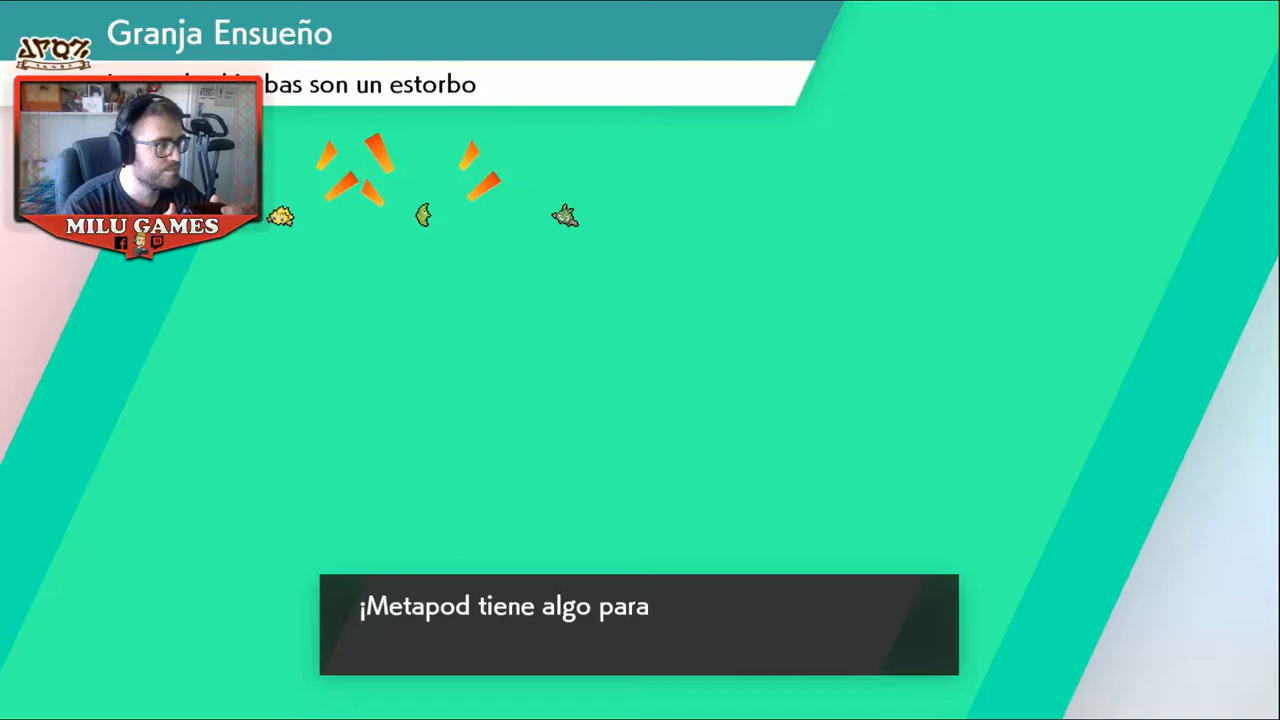 Granja Ensueño
bas son un estorbo
MILU GAMES
¡Metapod tiene algo para